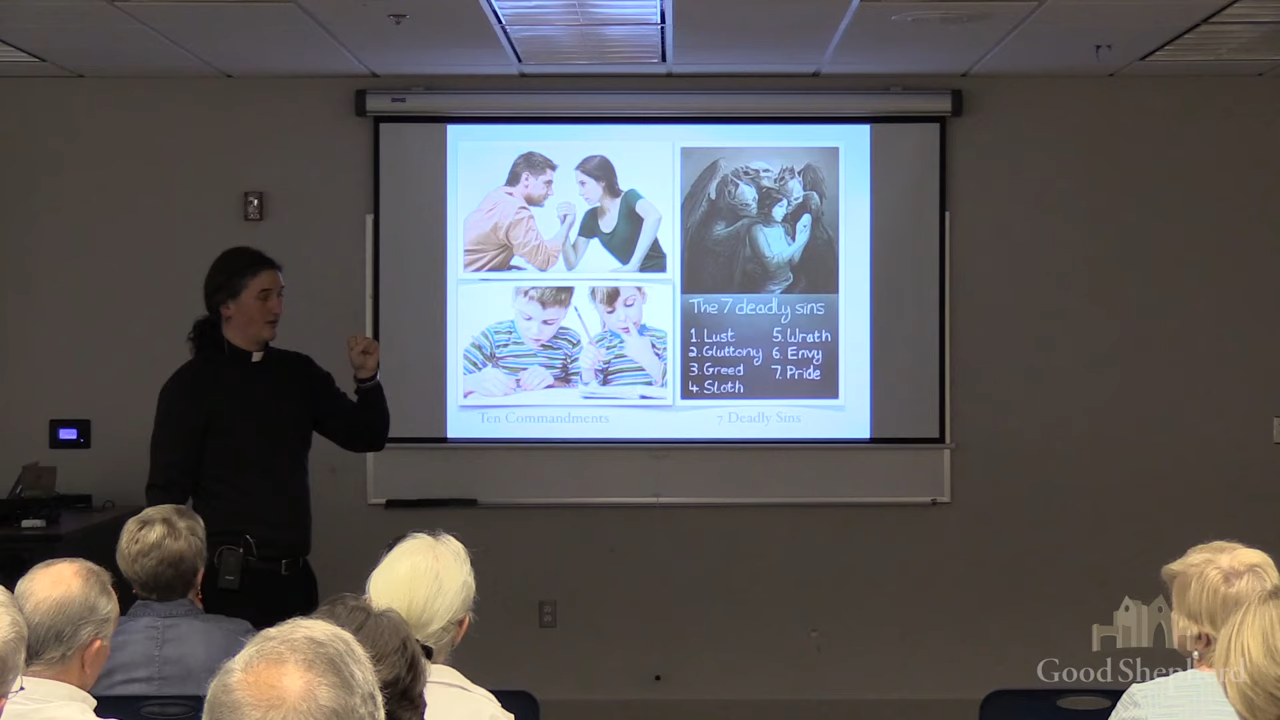 The 7 deadly sins
1. Lust 5. Wrath
2. Gluttony 6. Envy
3. Greed 7. Pride
4. Sloth
Ten Commandments 7 Deadly Sins
Good Shepherd